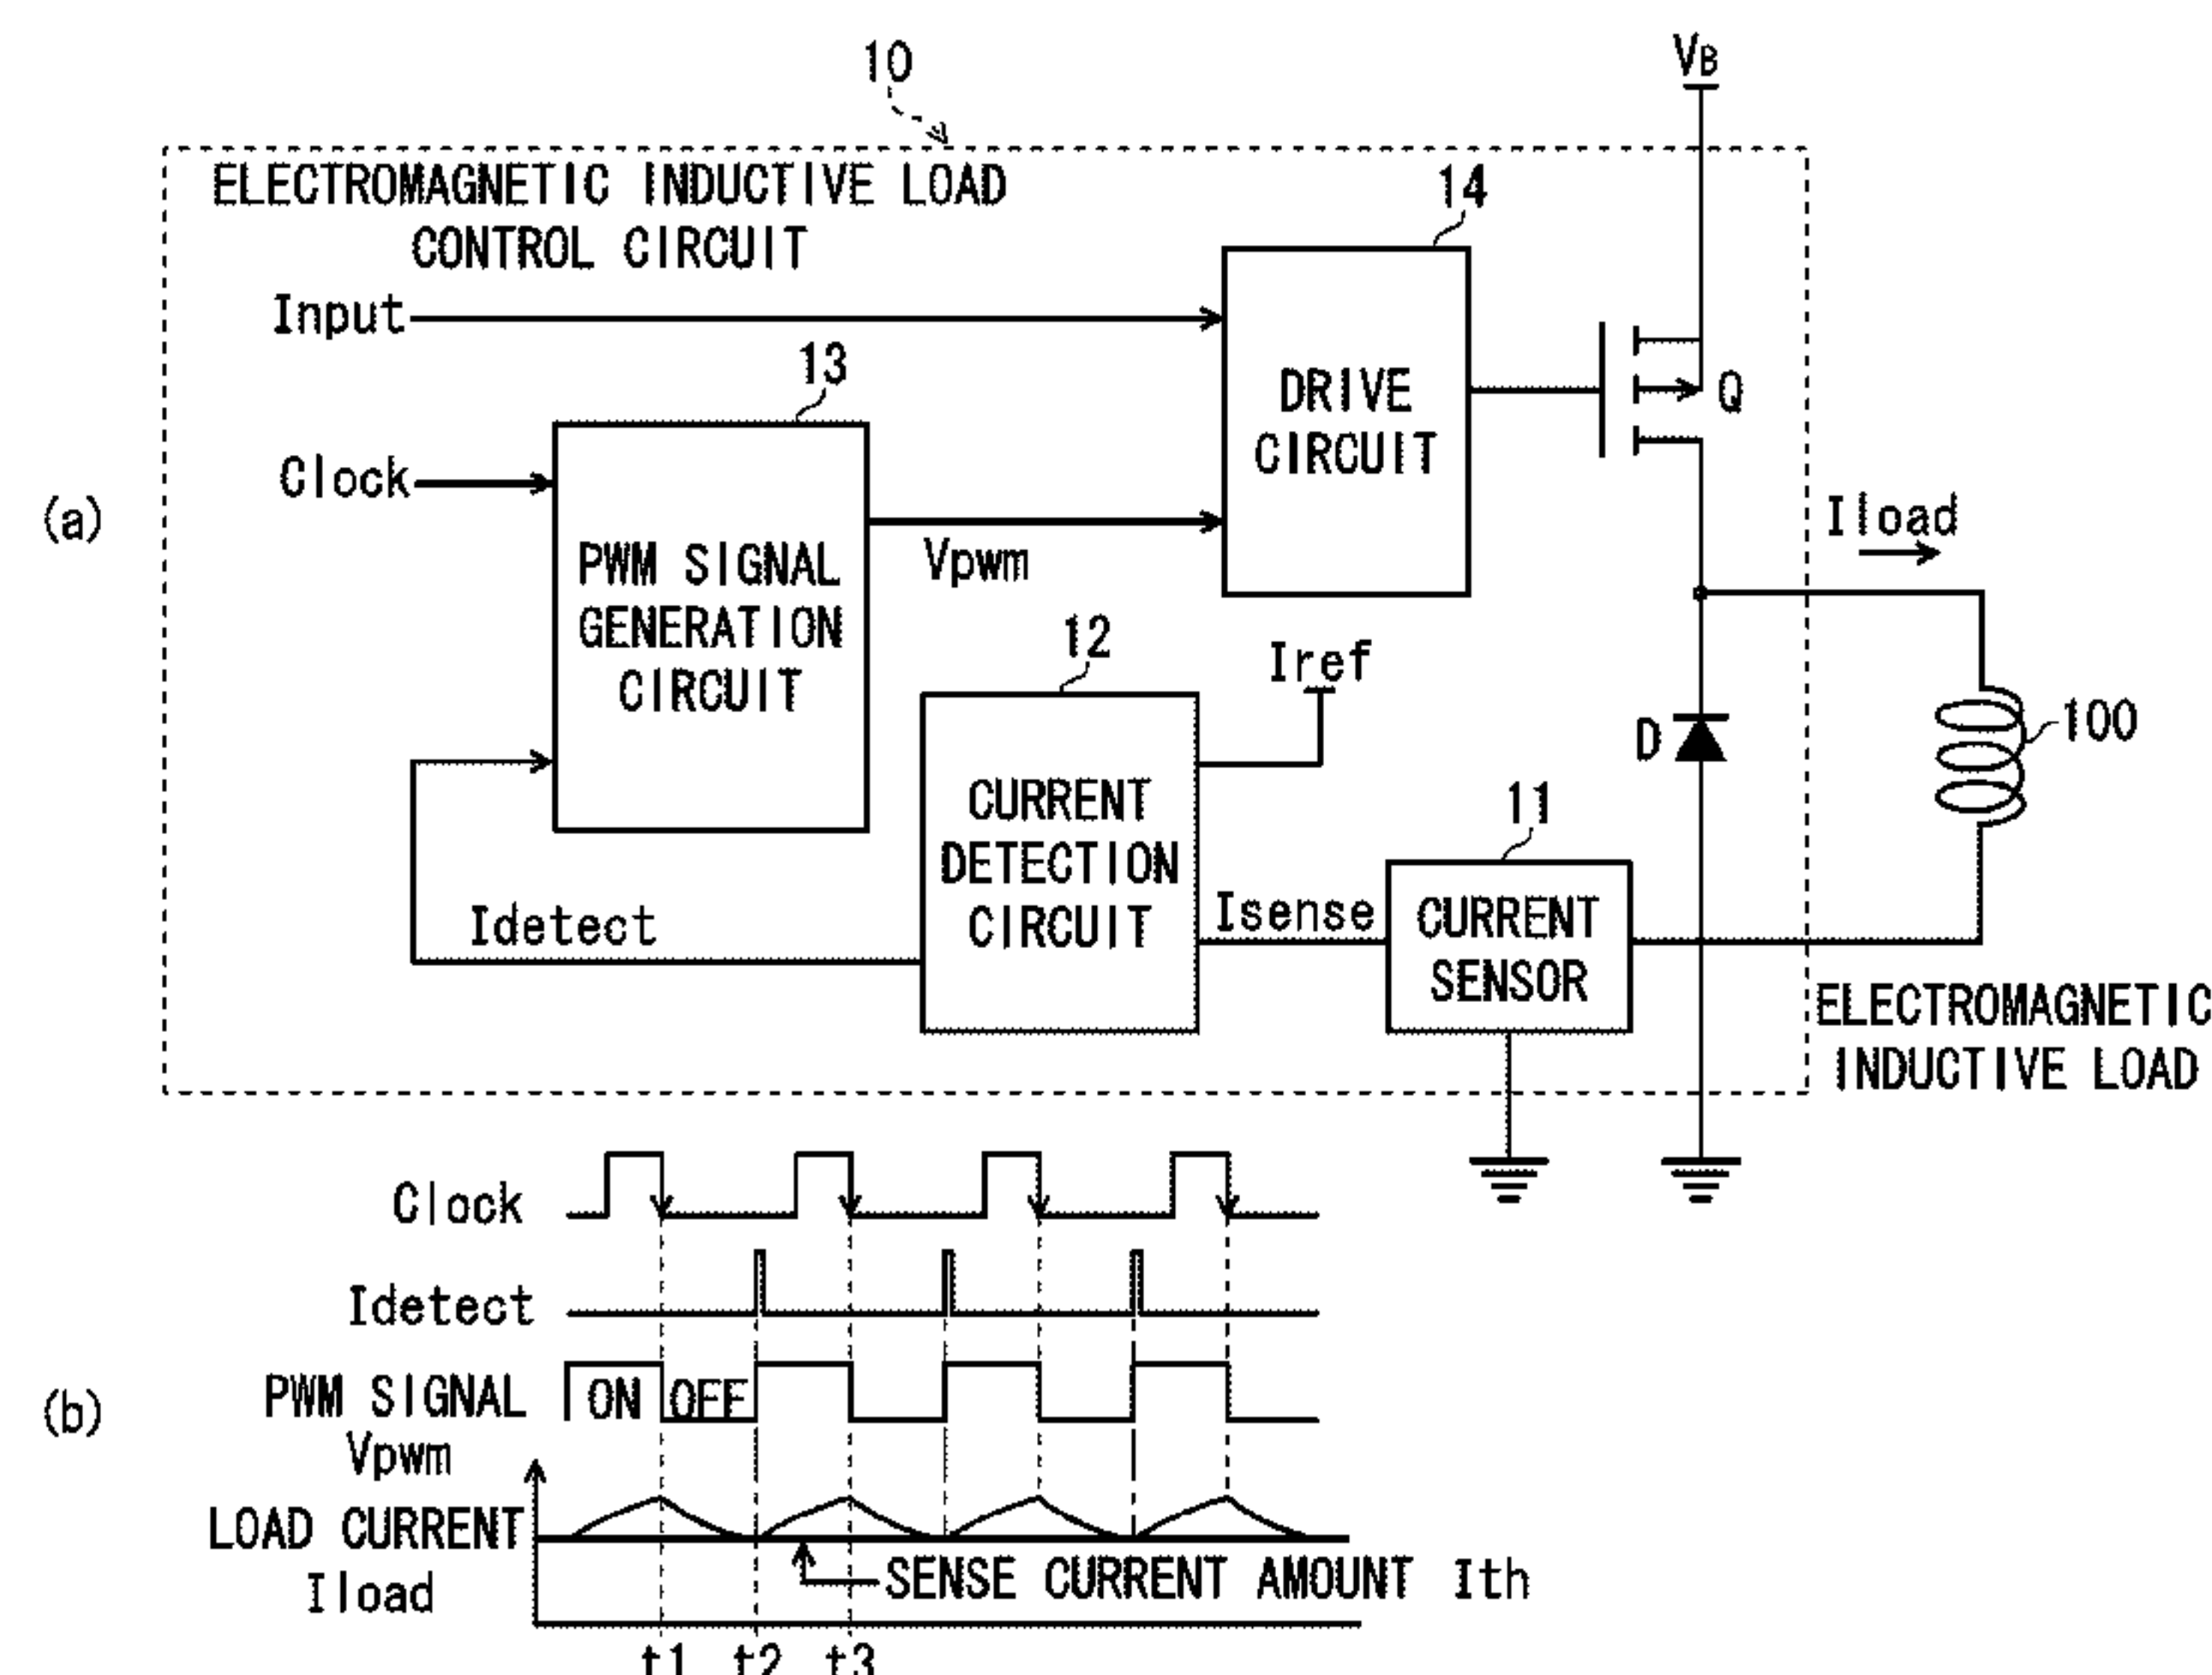 10
VB
ELECTROMAGNETIC INDUCTIVE LOAD
CONTROL CIRCUIT
14
Input
13
DRIVE
CIRCUIT
Q
Clock
(a)
Iload
PWM SIGNAL
GENERATION
CIRCUIT
Vpwm
12
Iref
D
100
CURRENT
DETECTION
CIRCUIT
11
Idetect
Isense
CURRENT
SENSOR
ELECTROMAGNETIC
INDUCTIVE LOAD
Clock
Idetect
(b)
PWM SIGNAL
Vpwm
ON OFF
LOAD CURRENT
Iload
SENSE CURRENT AMOUNT Ith
t1 t2 t3